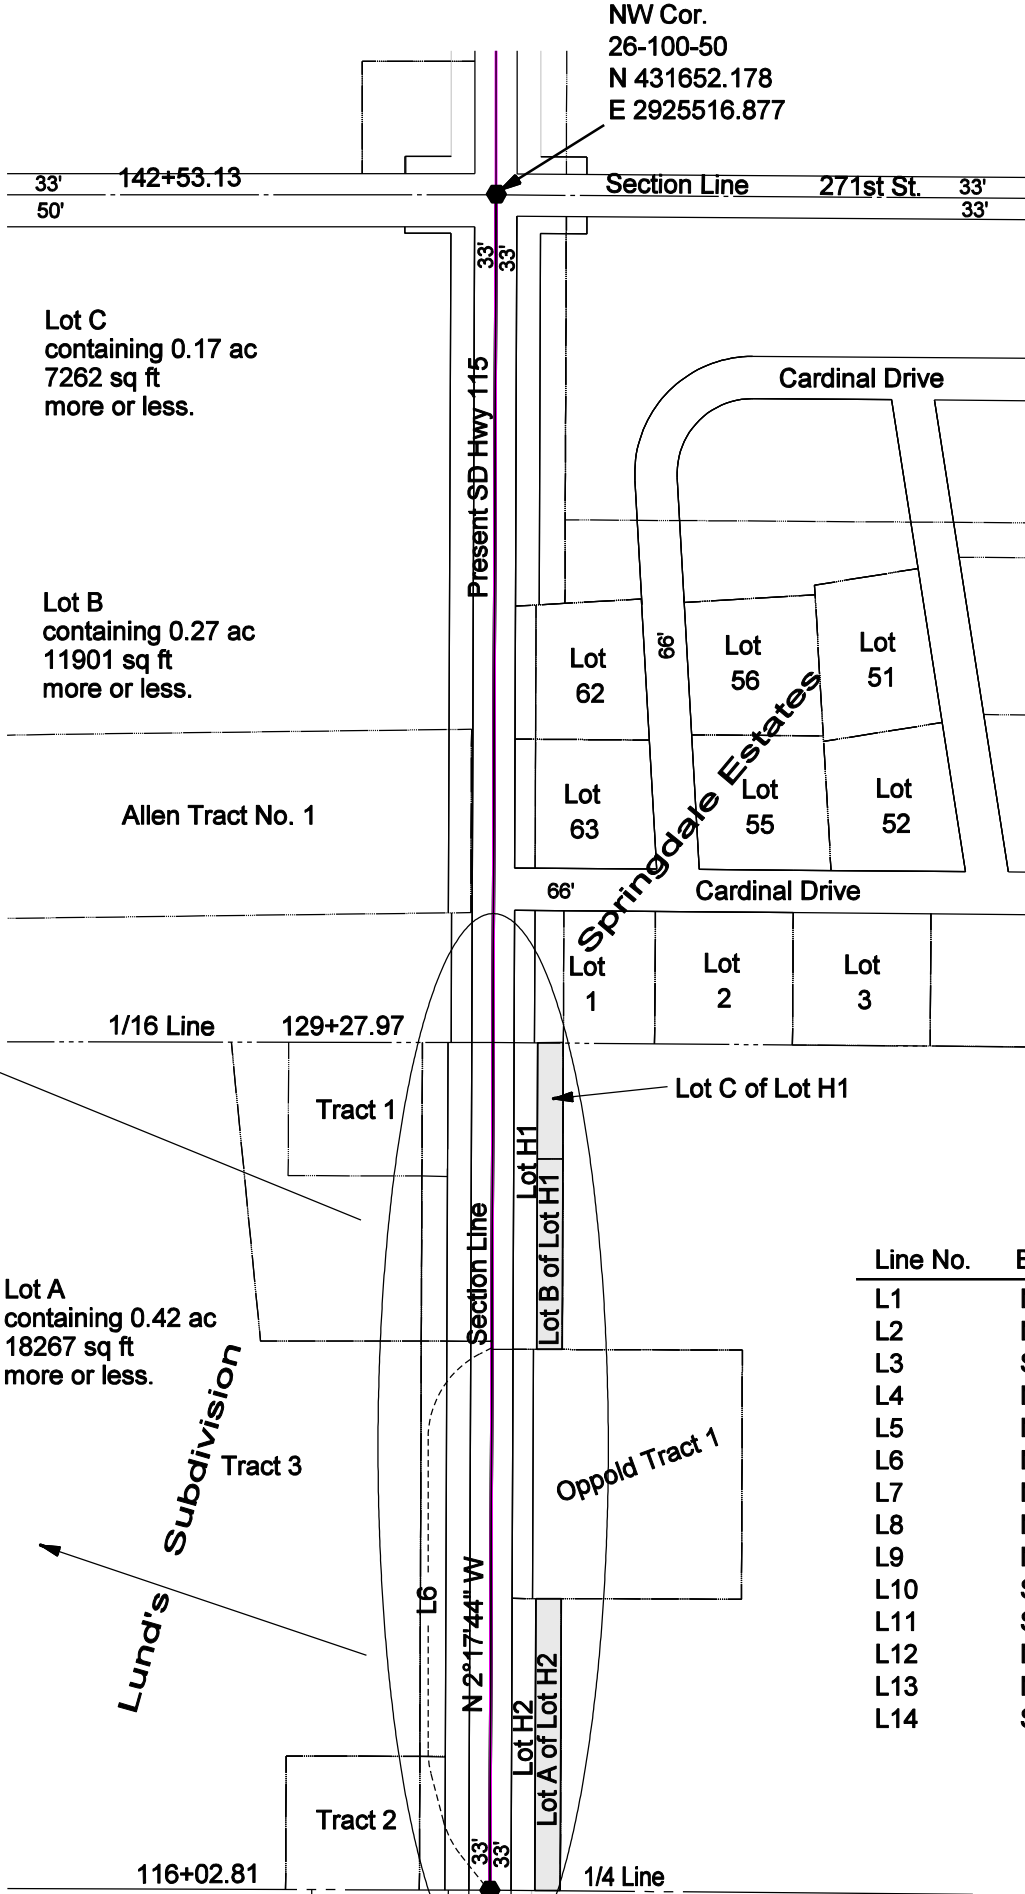 NW Cor.
26-100-50
N 431652.178
E 2925516.877
33'
142+53.13
Section Line
271st St.
33'
50'
33'
33'
33'
Lot C
containing 0.17 ac
7262 sq ft
more or less.
Present SD Hwy 115
Cardinal Drive
Lot B
containing 0.27 ac
11901 sq ft
more or less.
Lot
62
66'
Lot
56
Lot
51
Springdale Estates
Allen Tract No. 1
Lot
63
Lot
55
Lot
52
66'
Cardinal Drive
Lot
1
Lot
2
Lot
3
1/16 Line
129+27.97
Tract 1
Lot C of Lot H1
Lot H1
Lot B of Lot H1
Section Line
Lot A
containing 0.42 ac
18267 sq ft
more or less.
Lund's Subdivision
Tract 3
Oppold Tract 1
L6
N 2°17'44" W
Lot H2
Lot A of Lot H2
Line No.
L1
L2
L3
L4
L5
L6
L7
L8
L9
L10
L11
L12
L13
L14
Tract 2
33'
33'
116+02.81
1/4 Line